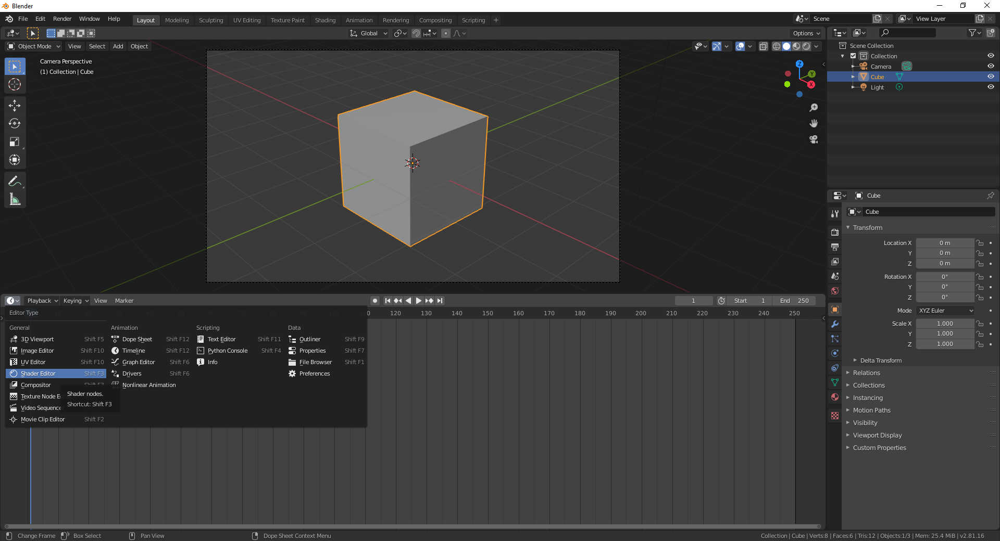 Blender
File Edit Render Window Help
Layout Modeling Sculpting UV Editing Texture Paint Shading Animation Rendering Compositing Scripting +
Scene
View Layer
Global
Options
Object Mode View Select Add Object
Camera Perspective
(1) Collection | Cube
Z
Y
X
Scene Collection
Collection
Camera
Cube
Light
Cube
Cube
Transform
Location X 0 m
Y 0 m
Z 0 m
Rotation X 0°
Y 0°
Z 0°
Mode XYZ Euler
Scale X 1.000
Y 1.000
Z 1.000
Delta Transform
Relations
Collections
Instancing
Motion Paths
Visibility
Viewport Display
Custom Properties
Playback Keying View Marker
1 Start 1 End 250
0 120 130 140 150 160 170 180 190 200 210 220 230 240 250
Editor Type
General
3D Viewport Shift F5
Image Editor Shift F10
UV Editor Shift F10
Shader Editor Shift F3
Compositor Shift F3
Texture Node E
Video Sequence
Movie Clip Editor Shift F2
Animation
Dope Sheet Shift F12
Timeline Shift F12
Graph Editor Shift F6
Drivers Shift F6
Nonlinear Animation
Scripting
Text Editor Shift F11
Python Console Shift F4
Info
Data
Outliner Shift F9
Properties Shift F7
File Browser Shift F1
Preferences
Shader nodes.
Shortcut: Shift F3
Change Frame Box Select Pan View Dope Sheet Context Menu
Collection | Cube | Verts:8 | Faces:6 | Tris:12 | Objects:1/3 | Mem: 25.4 MiB | v2.81.16